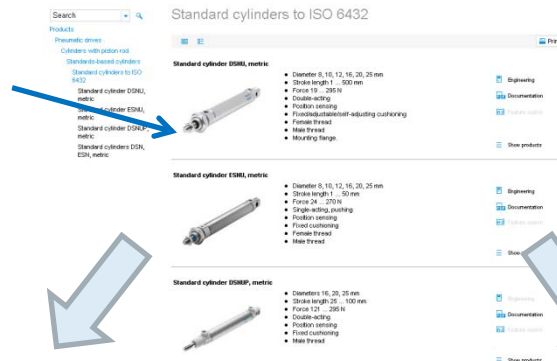 Search
Standard cylinders to ISO 6432
Products
Pneumatic drives
Cylinders with piston rod
Standards-based cylinders
Standard cylinders to ISO
6432
Standard cylinder DSNU,
metric
Standard cylinder ESNU,
metric
Standard cylinder DSNUP,
metric
Standard cylinders DSN,
ESN, metric
Prin
Standard cylinder DSNU, metric
Diameter 8, 10, 12, 16, 20, 25 mm
Stroke length 1 ... 500 mm
Force 19 ... 295 N
Double-acting
Position sensing
Fixed/adjustable/self-adjusting cushioning
Female thread
Male thread
Mounting flange.
Engineering
Documentation
Show products
Standard cylinder ESNU, metric
Diameter 8, 10, 12, 16, 20, 25 mm
Stroke length 1 ... 50 mm
Force 24 ... 270 N
Single-acting, pushing
Position sensing
Fixed cushioning
Female thread
Male thread
Engineering
Documentation
Show
Standard cylinder DSNUP, metric
Diameters 16, 20, 25 mm
Stroke length 25 ... 100 mm
Force 121 ... 295 N
Double-acting
Position sensing
Fixed cushioning
Male thread
Engineering
Documentation
Show products